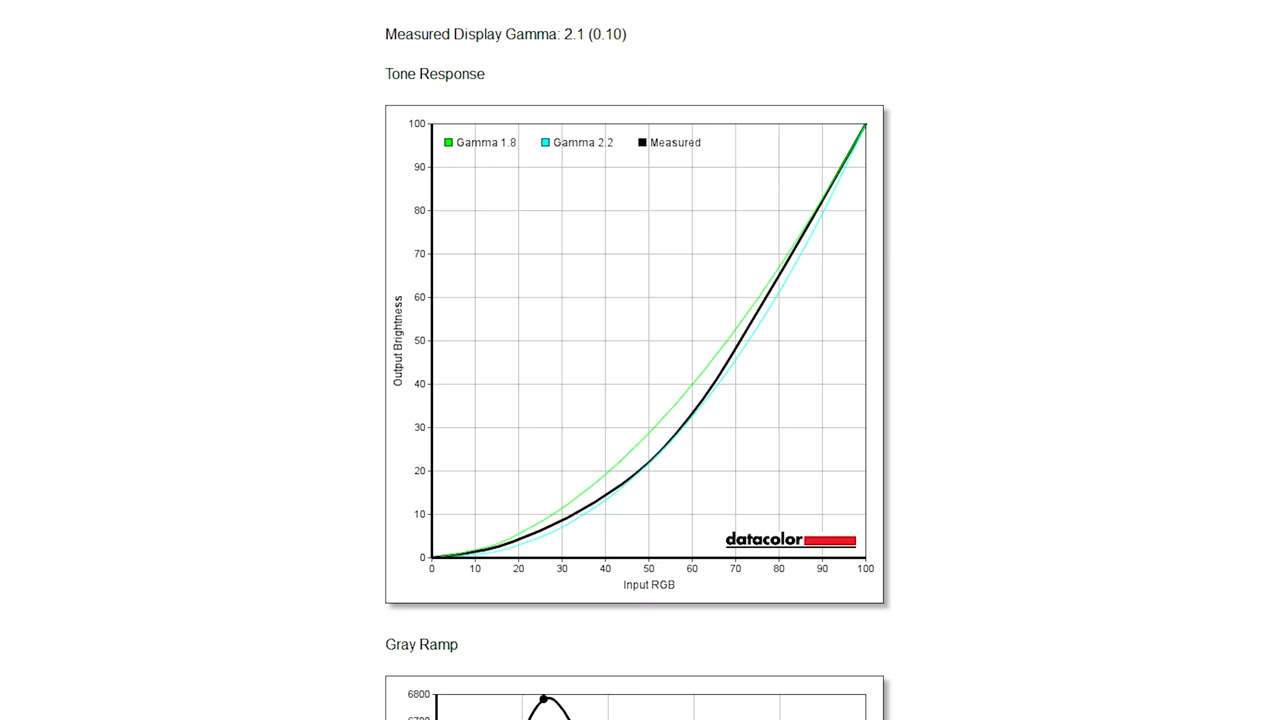 Measured Display Gamma: 2.1 (0.10)
Tone Response
100
Gamma 1.8 Gamma 2.2 Measured
90
80
70
60
50
40
30
20
10
0
Output Brightness
datacolor
0 10 20 30 40 50 60 70 80 90 100
Input RGB
Gray Ramp
6800
6700